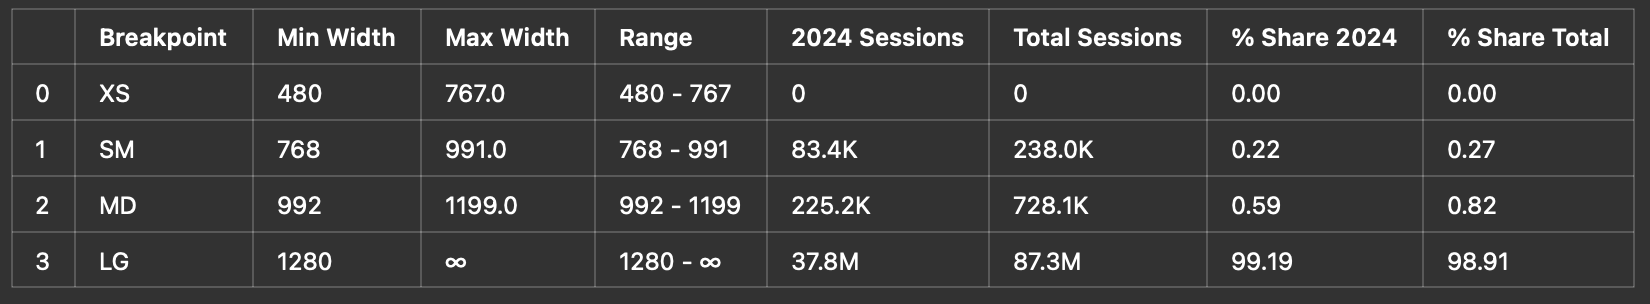 Breakpoint Min Width Max Width Range 2024 Sessions Total Sessions % Share 2024 % Share Total
0 XS 480 767.0 480 - 767 0 0 0.00 0.00
1 SM 768 991.0 768 - 991 83.4K 238.0K 0.22 0.27
2 MD 992 1199.0 992 - 1199 225.2K 728.1K 0.59 0.82
3 LG 1280 ∞ 1280 - ∞ 37.8M 87.3M 99.19 98.91